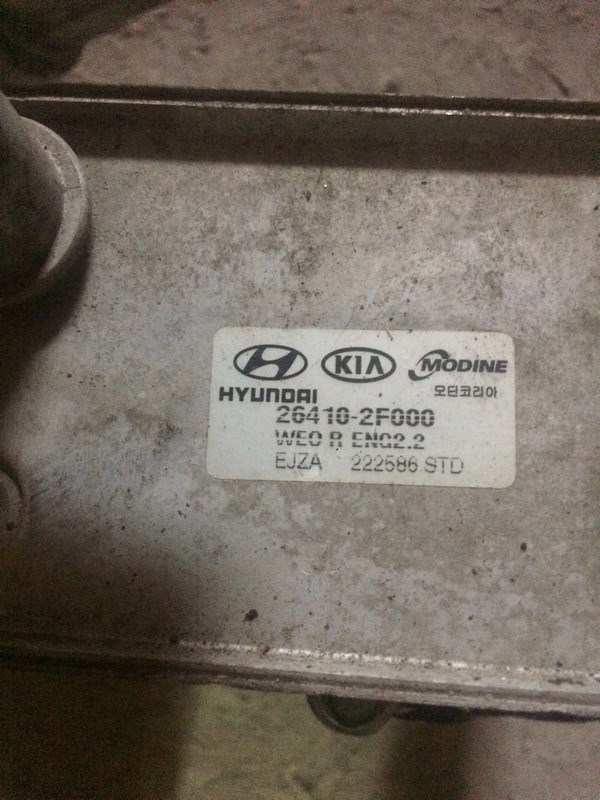 HYUNDAI KIA MODINE
모딘코리아
26410-2F000
WEO R ENG2.2
EJZA 222586 STD